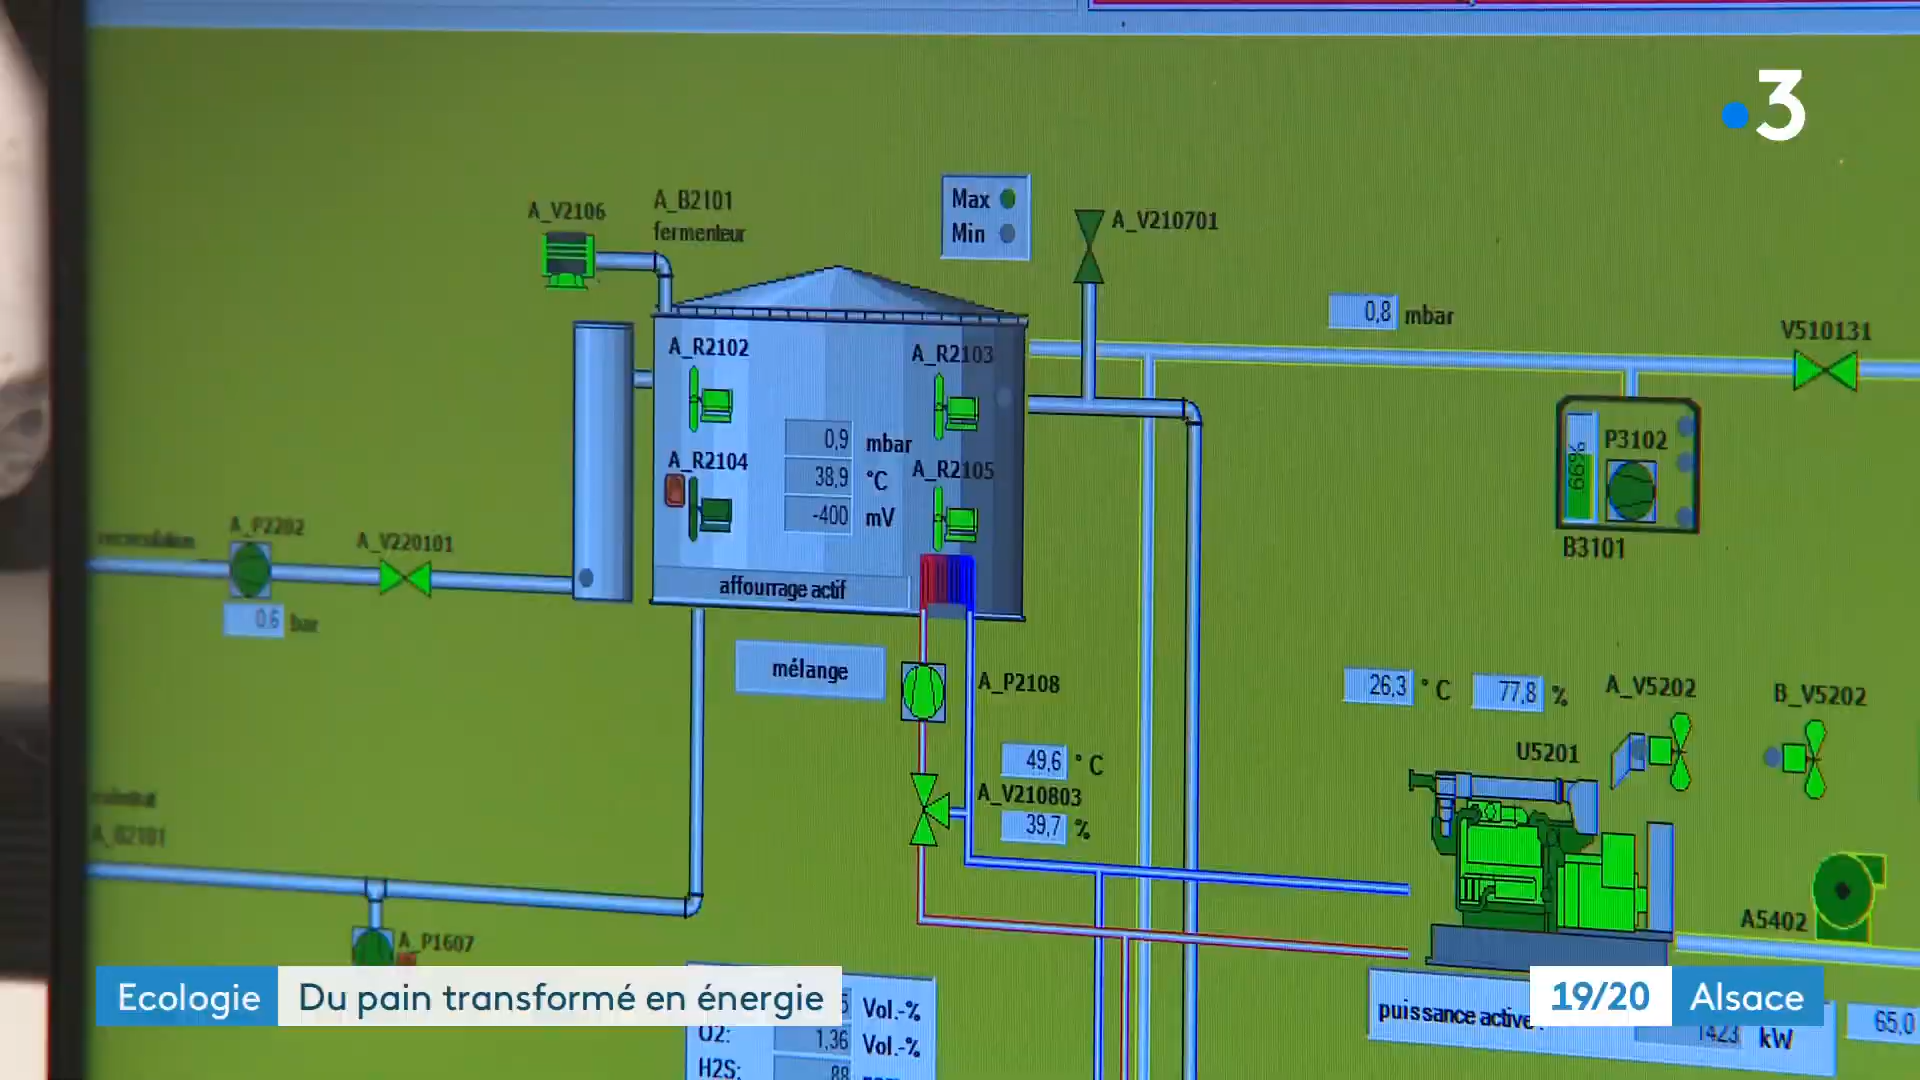 3
A_V2106
A_B2101
fermenteur
Max
Min
A_V210701
0,8 mbar
V510131
A_R2102
A_R2103
0,9 mbar
38,9 °C
-400 mV
A_R2104
A_R2105
66%
P3102
B3101
A_P2202
A_V220101
0.6 bar
affourrage actif
mélange
A_P2108
49,6 °C
A_V210803
39,7 %
26,3 °C
77,8 %
A_V5202
B_V5202
U5201
A5402
A_P1607
Vol.-%
O2: 1,36 Vol.-%
H2S: 88
puissance active
1423 kW
65,0
Ecologie
Du pain transformé en énergie
19/20
Alsace